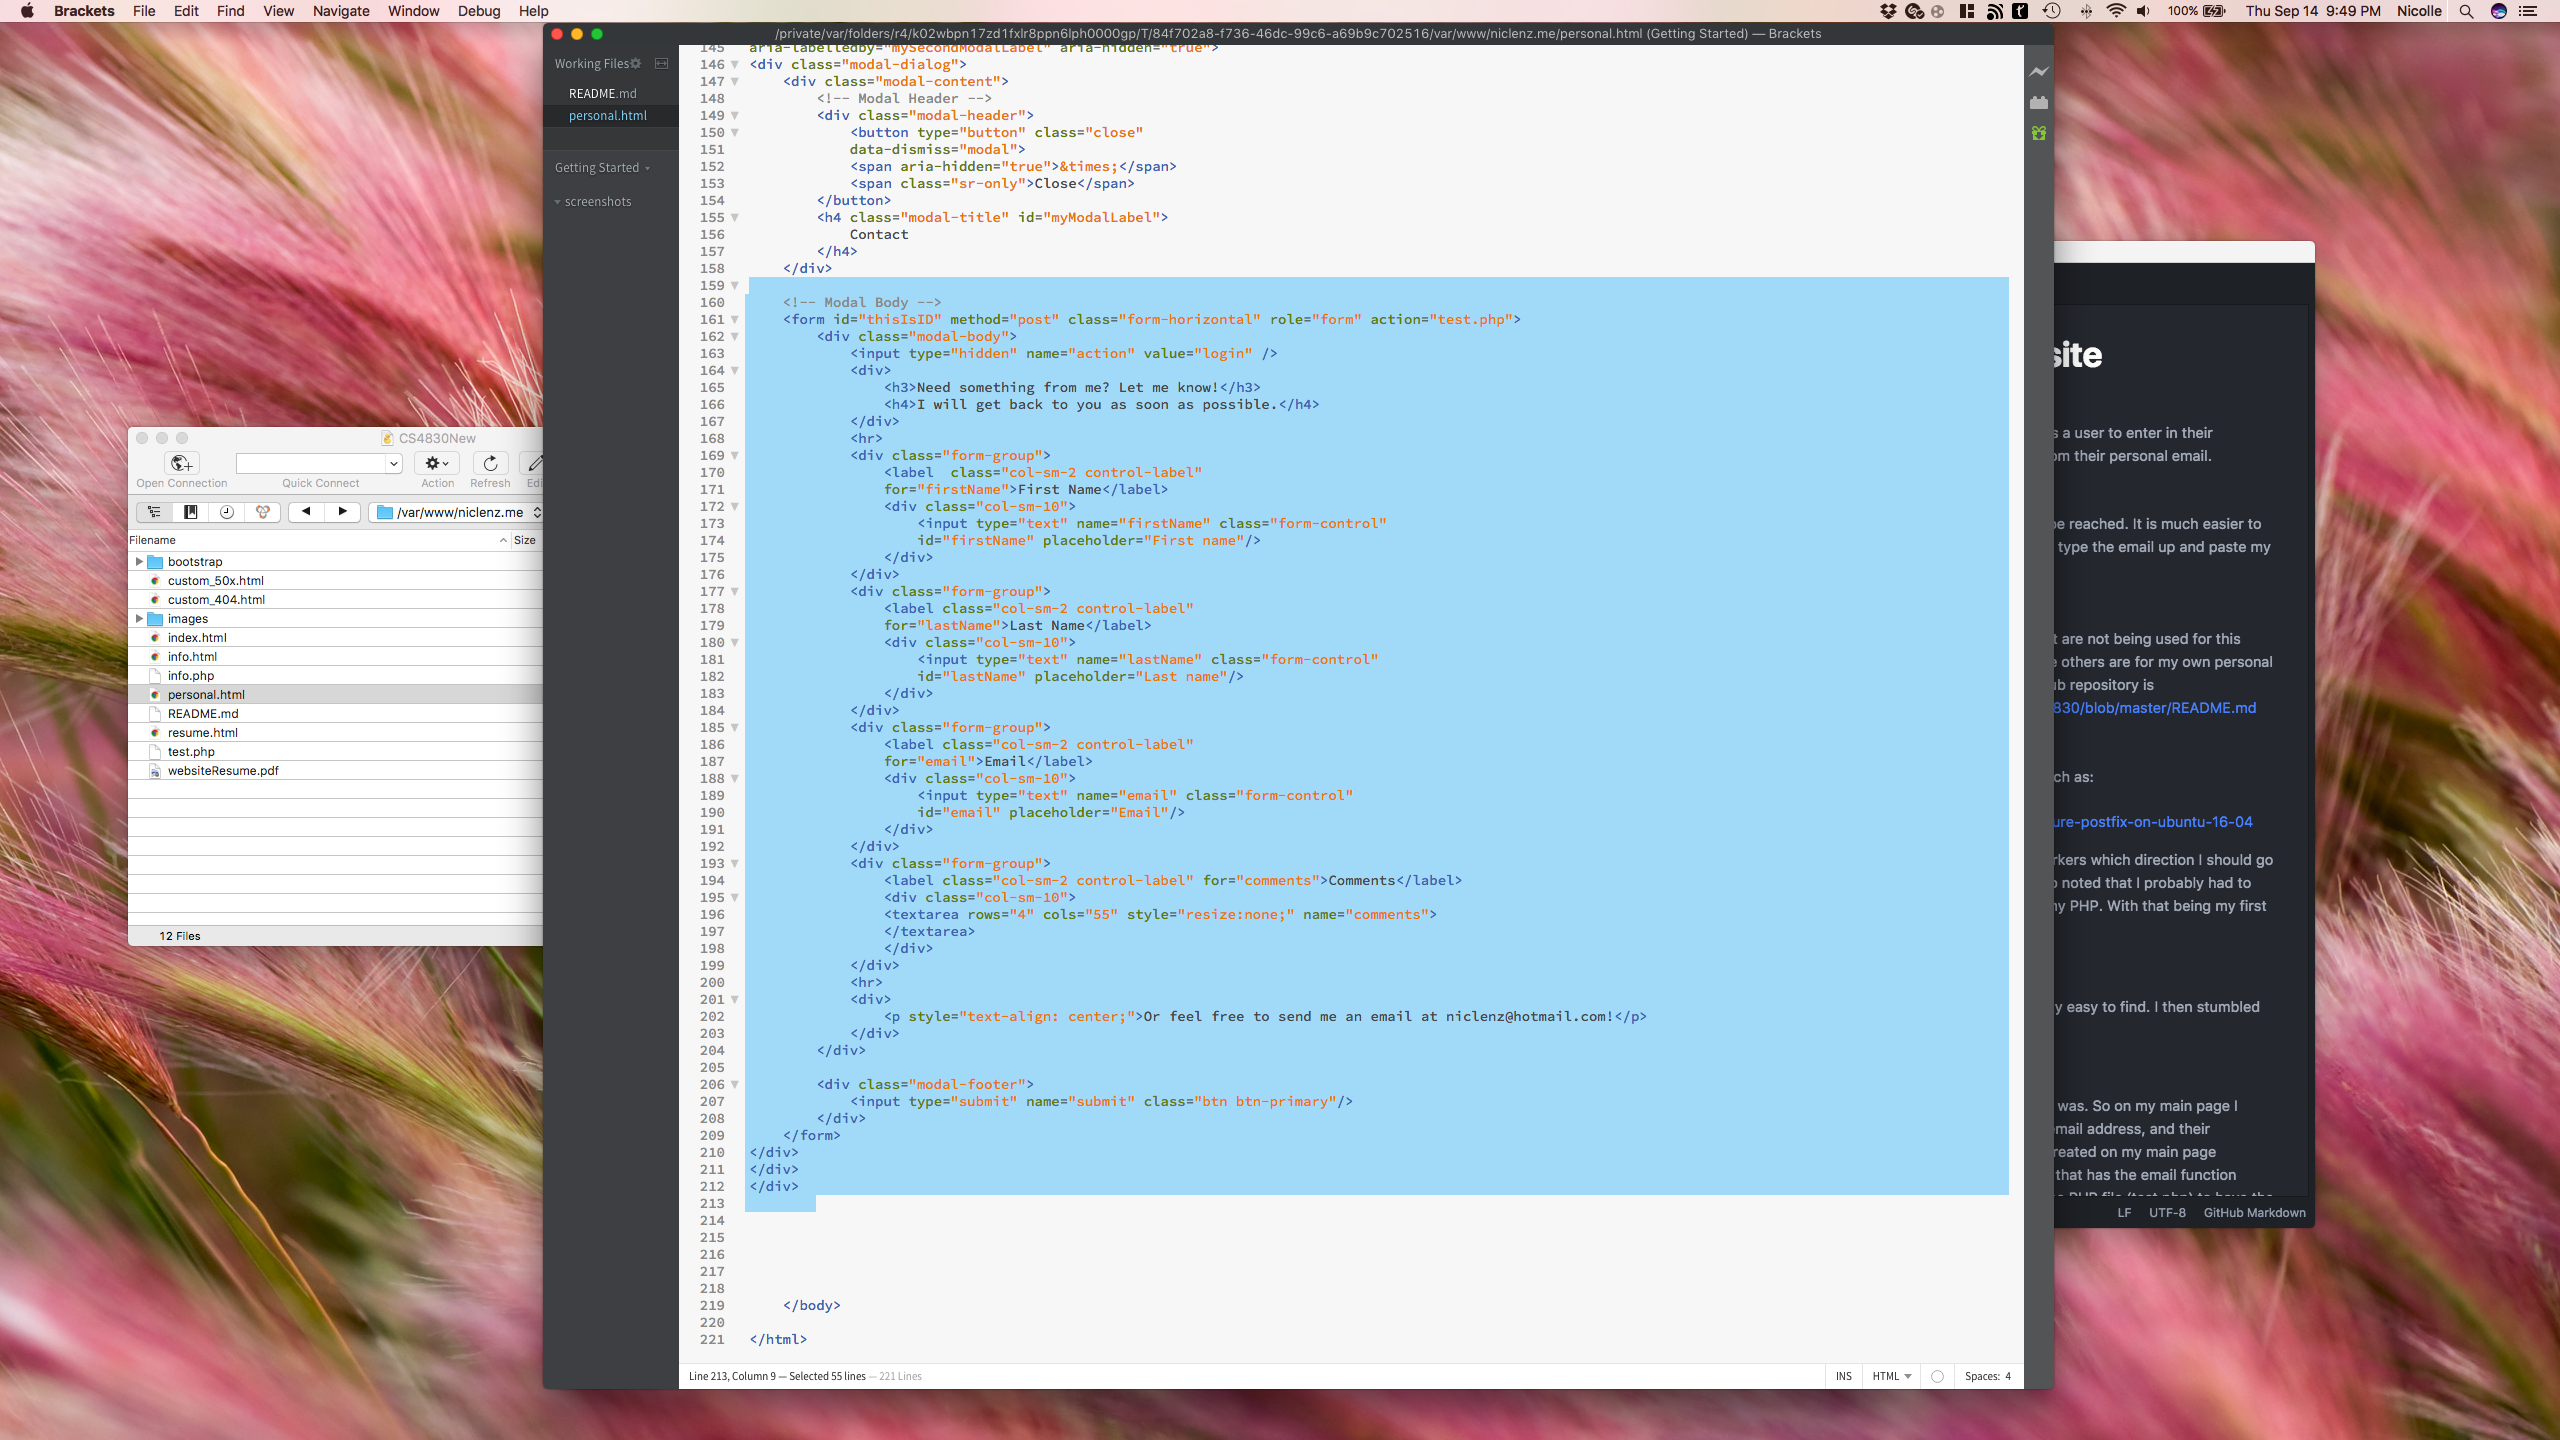 Brackets File Edit Find View Navigate Window Debug Help 100% Thu Sep 14 9:49 PM Nicolle
/private/var/folders/r4/k02wbpn17zd1fxlr8ppn6lph0000gp/T/84f702a8-f736-46dc-99c6-a69b9c702516/var/www/niclenz.me/personal.html (Getting Started) — Brackets
Working Files
README.md
personal.html
Getting Started
screenshots
145 aria-labelledby="mySecondModalLabel" aria-hidden="true">
146 <div class="modal-dialog">
147 <div class="modal-content">
148 <!-- Modal Header -->
149 <div class="modal-header">
150 <button type="button" class="close"
151 data-dismiss="modal">
152 <span aria-hidden="true">&times;</span>
153 <span class="sr-only">Close</span>
154 </button>
155 <h4 class="modal-title" id="myModalLabel">
156 Contact
157 </h4>
158 </div>
159
160 <!-- Modal Body -->
161 <form id="thisIsID" method="post" class="form-horizontal" role="form" action="test.php">
162 <div class="modal-body">
163 <input type="hidden" name="action" value="login" />
164 <div>
165 <h3>Need something from me? Let me know!</h3>
166 <h4>I will get back to you as soon as possible.</h4>
167 </div>
168 <hr>
169 <div class="form-group">
170 <label  class="col-sm-2 control-label"
171 for="firstName">First Name</label>
172 <div class="col-sm-10">
173 <input type="text" name="firstName" class="form-control"
174 id="firstName" placeholder="First name"/>
175 </div>
176 </div>
177 <div class="form-group">
178 <label class="col-sm-2 control-label"
179 for="lastName">Last Name</label>
180 <div class="col-sm-10">
181 <input type="text" name="lastName" class="form-control"
182 id="lastName" placeholder="Last name"/>
183 </div>
184 </div>
185 <div class="form-group">
186 <label class="col-sm-2 control-label"
187 for="email">Email</label>
188 <div class="col-sm-10">
189 <input type="text" name="email" class="form-control"
190 id="email" placeholder="Email"/>
191 </div>
192 </div>
193 <div class="form-group">
194 <label class="col-sm-2 control-label" for="comments">Comments</label>
195 <div class="col-sm-10">
196 <textarea rows="4" cols="55" style="resize:none;" name="comments">
197 </textarea>
198 </div>
199 </div>
200 <hr>
201 <div>
202 <p style="text-align: center;">Or feel free to send me an email at niclenz@hotmail.com!</p>
203 </div>
204 </div>
205
206 <div class="modal-footer">
207 <input type="submit" name="submit" class="btn btn-primary"/>
208 </div>
209 </form>
210 </div>
211 </div>
212 </div>
213
214
215
216
217
218
219 </body>
220
221 </html>
Line 213, Column 9 — Selected 55 lines — 221 Lines
INS HTML Spaces: 4
CS4830New
Open Connection Quick Connect Action Refresh Edi
/var/www/niclenz.me
Filename Size
bootstrap
custom_50x.html
custom_404.html
images
index.html
info.html
info.php
personal.html
README.md
resume.html
test.php
websiteResume.pdf
12 Files
site
s a user to enter in their
om their personal email.
be reached. It is much easier to
type the email up and paste my
t are not being used for this
e others are for my own personal
ub repository is
830/blob/master/README.md
ch as:
ure-postfix-on-ubuntu-16-04
rkers which direction I should go
o noted that I probably had to
ny PHP. With that being my first
y easy to find. I then stumbled
was. So on my main page I
email address, and their
reated on my main page
that has the email function
PHP file (test.php) to have the
LF UTF-8 GitHub Markdown